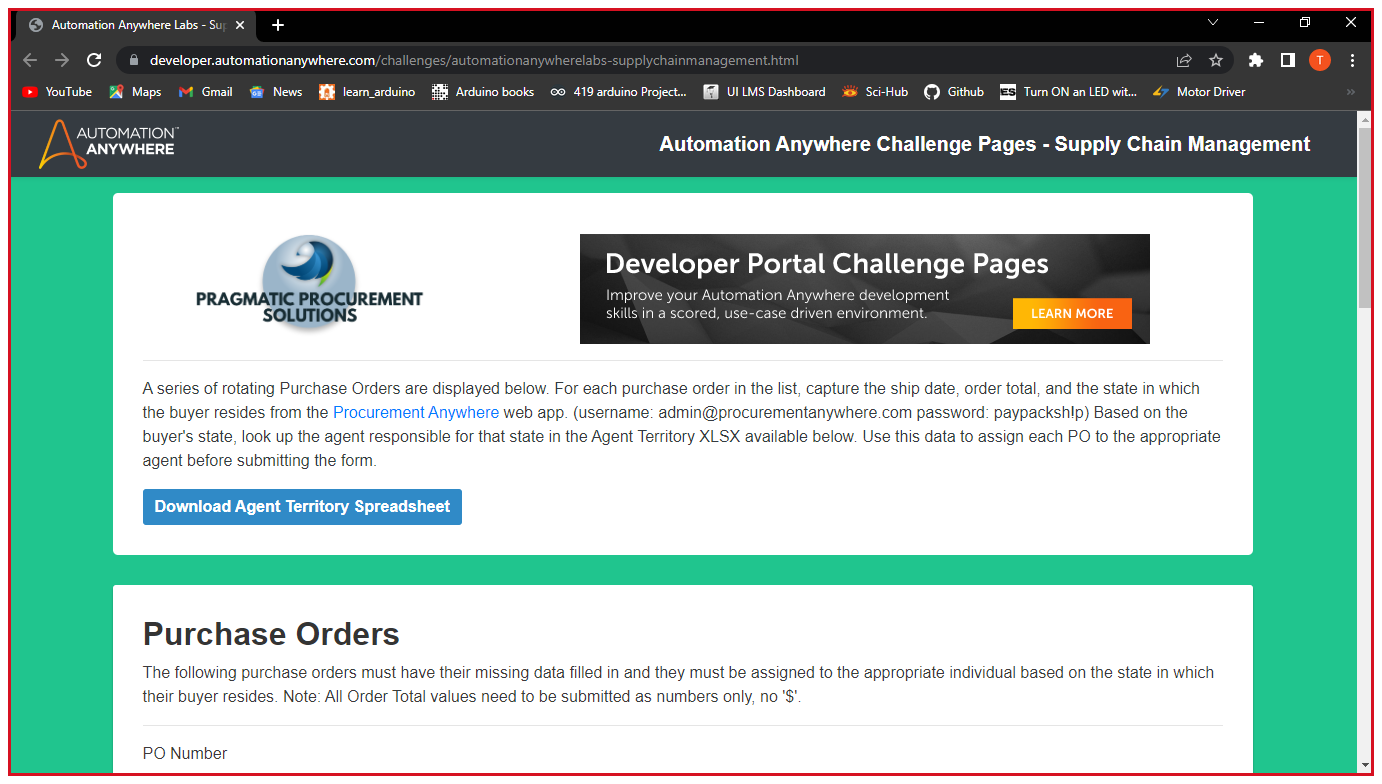 Automation Anywhere Labs - Sup
developer.automationanywhere.com/challenges/automationanywherelabs-supplychainmanagement.html
T
YouTube Maps Gmail News learn_arduino Arduino books 419 arduino Project... UI LMS Dashboard Sci-Hub Github ES Turn ON an LED wit... Motor Driver »
AUTOMATION™
ANYWHERE
Automation Anywhere Challenge Pages - Supply Chain Management
PRAGMATIC PROCUREMENT
SOLUTIONS
Developer Portal Challenge Pages
Improve your Automation Anywhere development
skills in a scored, use-case driven environment.
LEARN MORE
A series of rotating Purchase Orders are displayed below. For each purchase order in the list, capture the ship date, order total, and the state in which
the buyer resides from the Procurement Anywhere web app. (username: admin@procurementanywhere.com password: paypacksh!p) Based on the
buyer's state, look up the agent responsible for that state in the Agent Territory XLSX available below. Use this data to assign each PO to the appropriate
agent before submitting the form.
Download Agent Territory Spreadsheet
Purchase Orders
The following purchase orders must have their missing data filled in and they must be assigned to the appropriate individual based on the state in which
their buyer resides. Note: All Order Total values need to be submitted as numbers only, no '$'.
PO Number